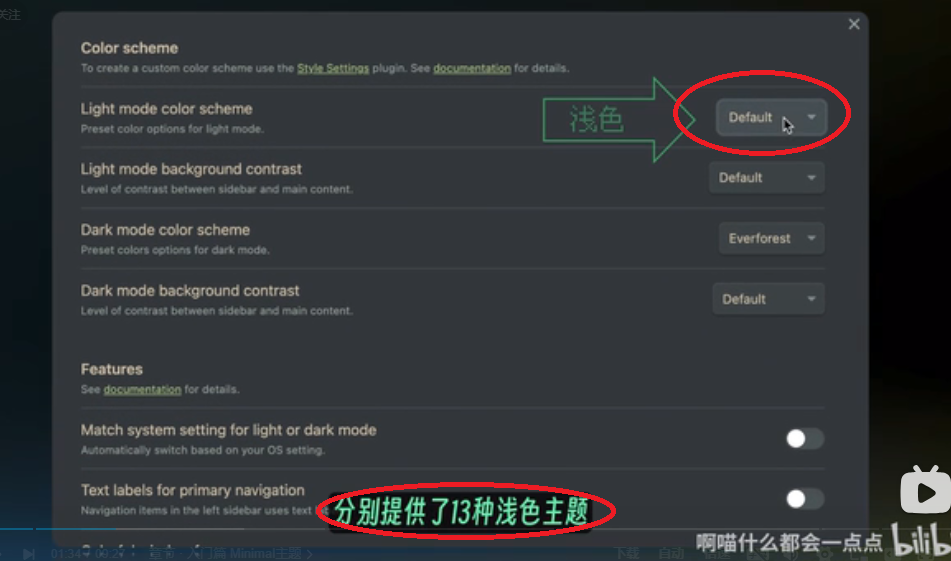 关注
Color scheme
To create a custom color scheme use the Style Settings plugin. See documentation for details.
Light mode color scheme
Preset color options for light mode.
浅色
Default
Light mode background contrast
Level of contrast between sidebar and main content.
Default
Dark mode color scheme
Preset colors options for dark mode.
Everforest
Dark mode background contrast
Level of contrast between sidebar and main content.
Default
Features
See documentation for details.
Match system setting for light or dark mode
Automatically switch based on your OS setting.
Text labels for primary navigation
Navigation items in the left sidebar uses text
分别提供了13种浅色主题
啊喵什么都会一点点 bilib
Minimal主题
下载 自动